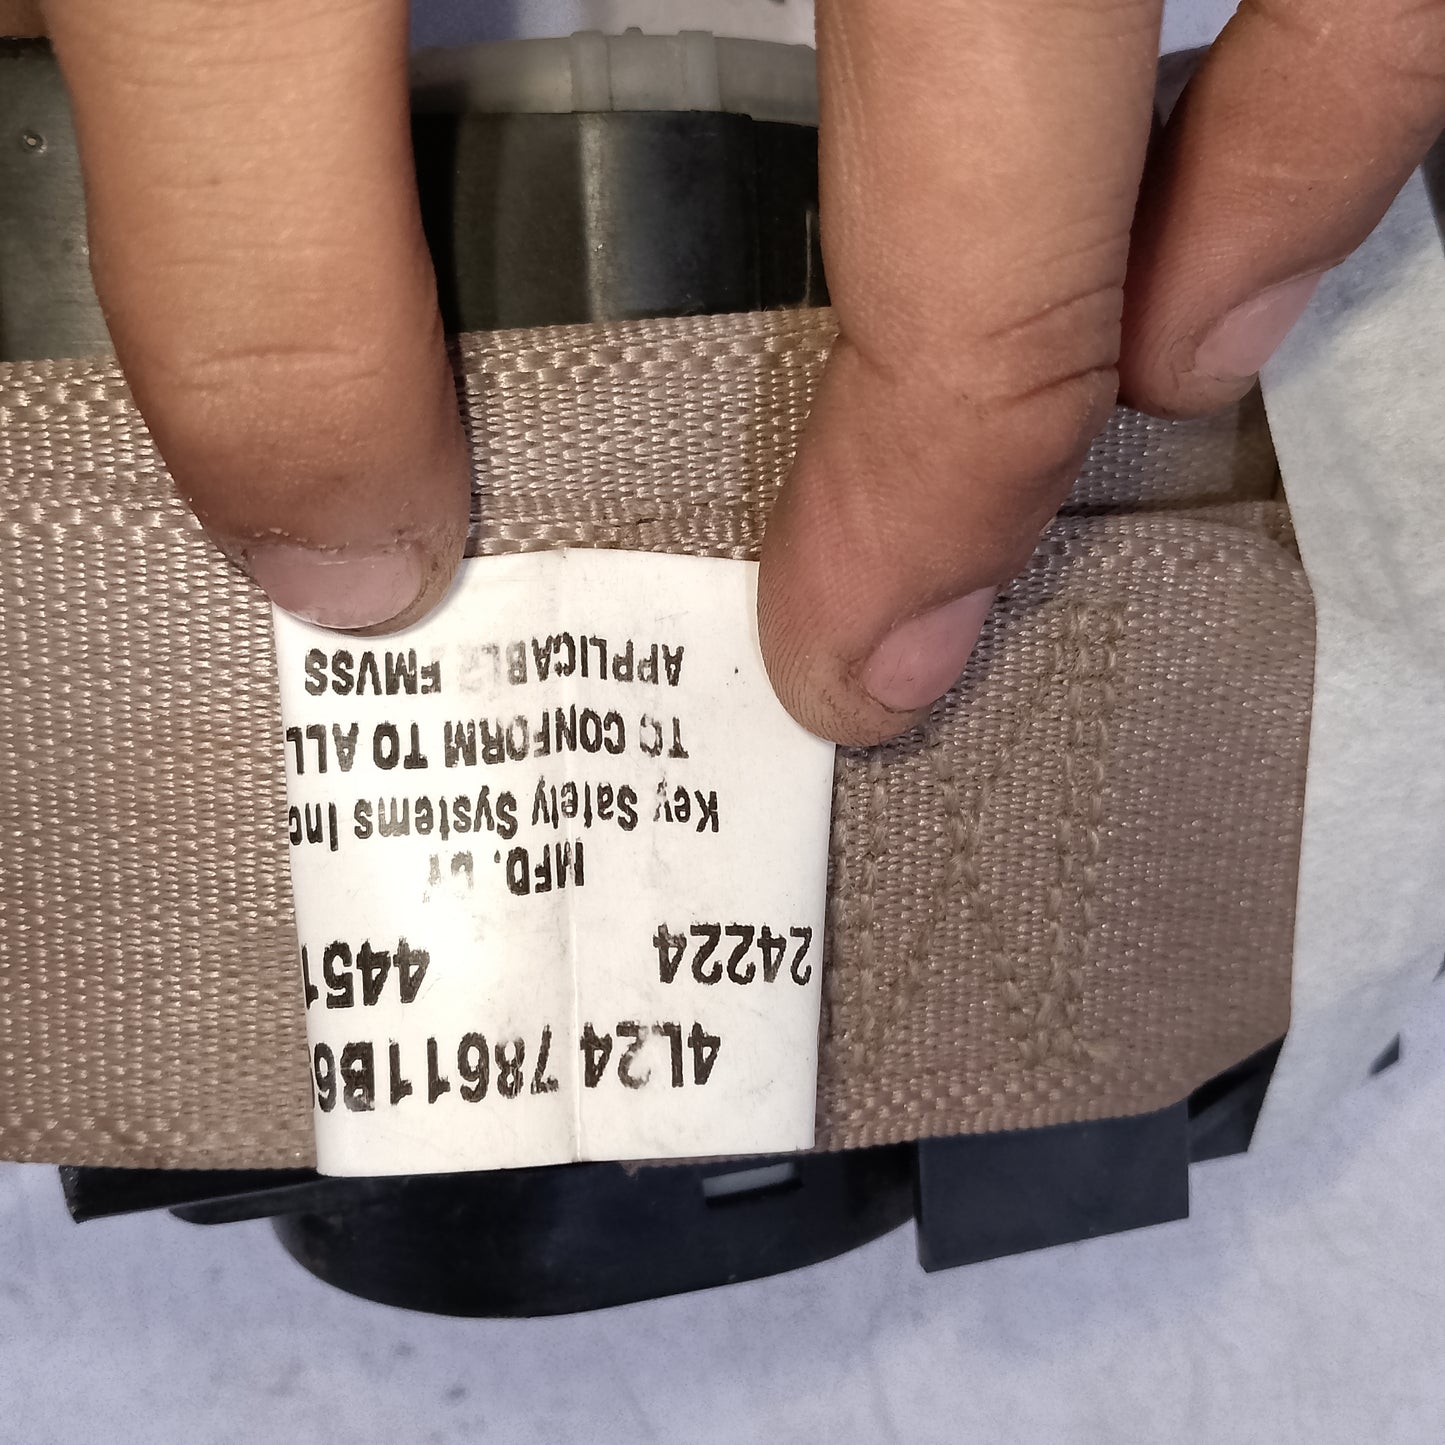 4L24 78611B6
24224 4451
MFD. BY
Key Safety Systems Inc
TO CONFORM TO ALL
APPLICABLE FMVSS